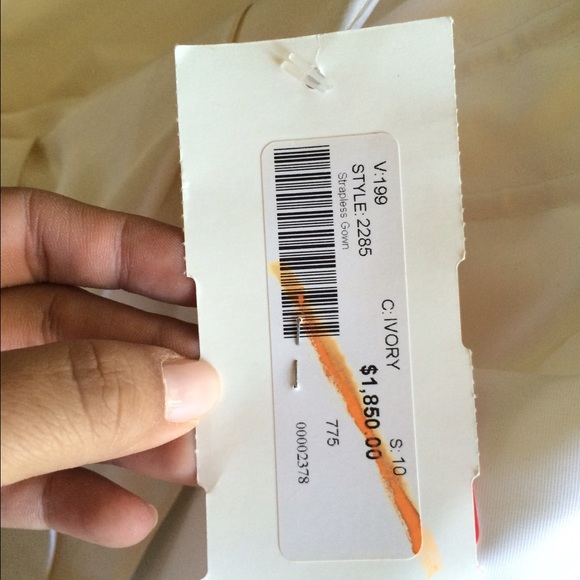 V:199
STYLE: 2285 C: IVORY S: 10
Strapless Gown $1,850.00
775
00002378